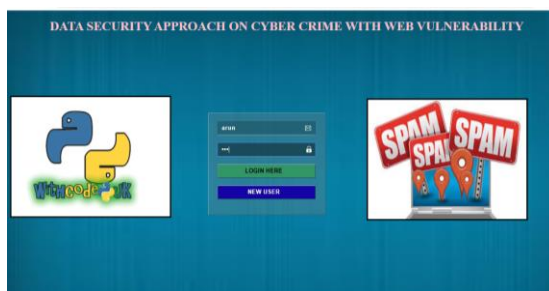 DATA SECURITY APPROACH ON CYBER CRIME WITH WEB VULNERABILITY
arun
LOGIN HERE
NEW USER
SPAM
SPAM
SPAM